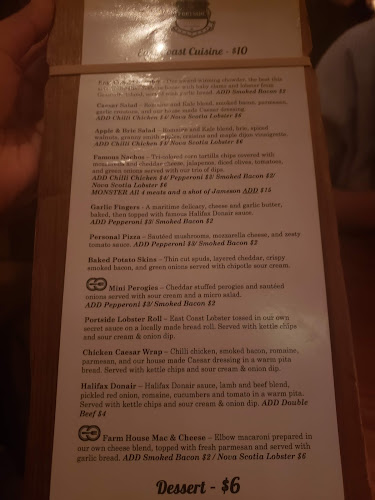 East Coast Cuisine - $10
ADD Smoked Bacon $2
Caesar Salad – Romaine and Kale blend, smoked bacon, parmesan,
garlic croutons, and our house made Caesar dressing.
ADD Chilli Chicken $4/ Nova Scotia Lobster $6
Apple & Brie Salad – Romaine and Kale blend, brie, spiced
walnuts, granny smith apples, craisins and maple dijon vinaigrette.
ADD Chilli Chicken $4/ Nova Scotia Lobster $6
Famous Nachos – Tri-colored corn tortilla chips covered with
mozzarella and cheddar cheese, jalapenos, diced olives, tomatoes,
and green onions served with our trio of dips.
ADD Chilli Chicken $4/ Pepperoni $3/ Smoked Bacon $2/
Nova Scotia Lobster $6
MONSTER All 4 meats and a shot of Jameson ADD $15
Garlic Fingers – A maritime delicacy, cheese and garlic butter,
baked, then topped with famous Halifax Donair sauce.
ADD Pepperoni $3/ Smoked Bacon $2
Personal Pizza – Sautéed mushrooms, mozzarella cheese, and zesty
tomato sauce. ADD Pepperoni $3/ Smoked Bacon $2
Baked Potato Skins – Thin cut spuds, layered cheddar, crispy
smoked bacon, and green onions served with chipotle sour cream.
Mini Perogies – Cheddar stuffed perogies and sautéed
onions served with sour cream and a micro salad.
ADD Pepperoni $3/ Smoked Bacon $2
Portside Lobster Roll – East Coast Lobster tossed in our own
secret sauce on a locally made bread roll. Served with kettle chips
and sour cream & onion dip.
Chicken Caesar Wrap – Chilli chicken, smoked bacon, romaine,
parmesan, and our house made Caesar dressing in a warm pita
bread. Served with kettle chips and sour cream & onion dip.
Halifax Donair – Halifax Donair sauce, lamb and beef blend,
pickled red onion, romaine, cucumbers and tomato in a warm pita.
Served with kettle chips and sour cream & onion dip. ADD Double
Beef $4
Farm House Mac & Cheese – Elbow macaroni prepared in
our own cheese blend, topped with fresh parmesan and served with
garlic bread. ADD Smoked Bacon $2 / Nova Scotia Lobster $6
Dessert - $6